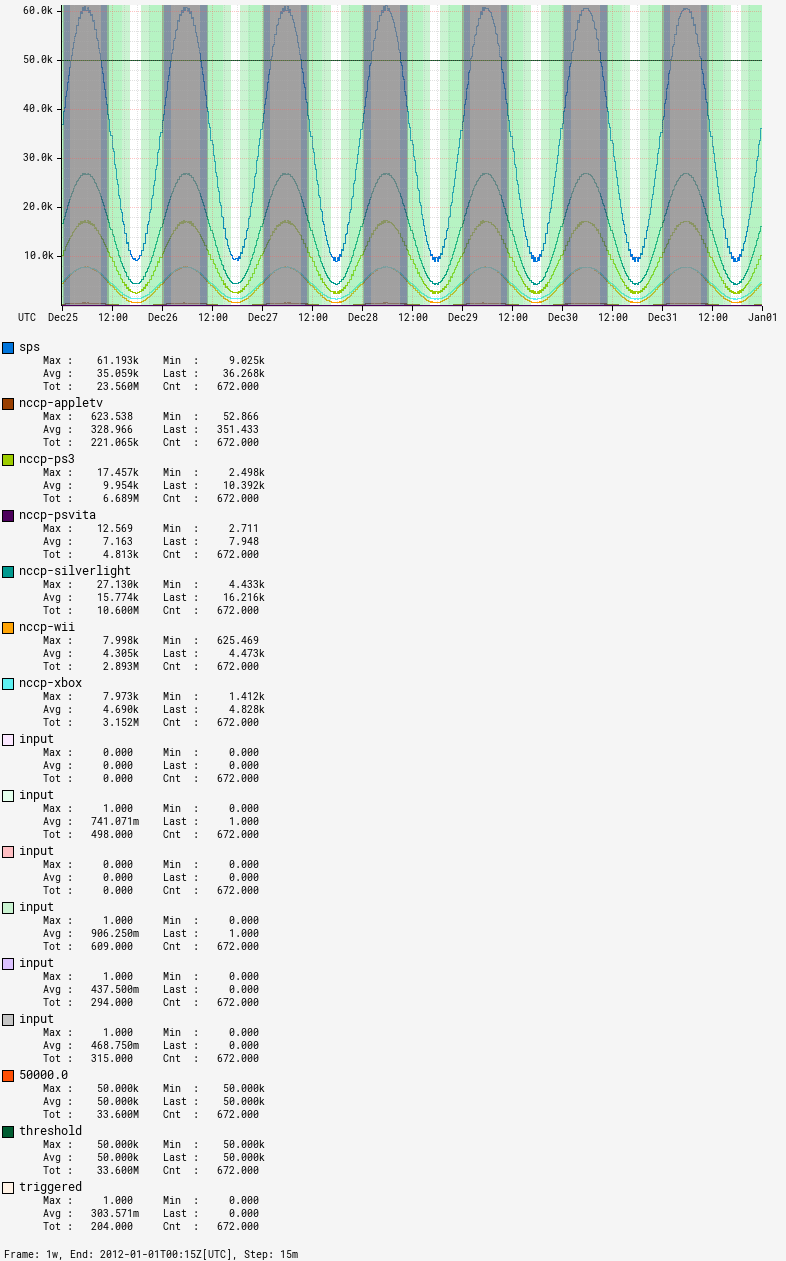 60.0k
50.0k
40.0k
30.0k
20.0k
10.0k
UTC Dec25 12:00 Dec26 12:00 Dec27 12:00 Dec28 12:00 Dec29 12:00 Dec30 12:00 Dec31 12:00 Jan01
sps
Max : 61.193k Min : 9.025k
Avg : 35.059k Last : 36.268k
Tot : 23.560M Cnt : 672.000
nccp-appletv
Max : 623.538 Min : 52.866
Avg : 328.966 Last : 351.433
Tot : 221.065k Cnt : 672.000
nccp-ps3
Max : 17.457k Min : 2.498k
Avg : 9.954k Last : 10.392k
Tot : 6.689M Cnt : 672.000
nccp-psvita
Max : 12.569 Min : 2.711
Avg : 7.163 Last : 7.948
Tot : 4.813k Cnt : 672.000
nccp-silverlight
Max : 27.130k Min : 4.433k
Avg : 15.774k Last : 16.216k
Tot : 10.600M Cnt : 672.000
nccp-wii
Max : 7.998k Min : 625.469
Avg : 4.305k Last : 4.473k
Tot : 2.893M Cnt : 672.000
nccp-xbox
Max : 7.973k Min : 1.412k
Avg : 4.690k Last : 4.828k
Tot : 3.152M Cnt : 672.000
input
Max : 0.000 Min : 0.000
Avg : 0.000 Last : 0.000
Tot : 0.000 Cnt : 672.000
input
Max : 1.000 Min : 0.000
Avg : 741.071m Last : 1.000
Tot : 498.000 Cnt : 672.000
input
Max : 0.000 Min : 0.000
Avg : 0.000 Last : 0.000
Tot : 0.000 Cnt : 672.000
input
Max : 1.000 Min : 0.000
Avg : 906.250m Last : 1.000
Tot : 609.000 Cnt : 672.000
input
Max : 1.000 Min : 0.000
Avg : 437.500m Last : 0.000
Tot : 294.000 Cnt : 672.000
input
Max : 1.000 Min : 0.000
Avg : 468.750m Last : 0.000
Tot : 315.000 Cnt : 672.000
50000.0
Max : 50.000k Min : 50.000k
Avg : 50.000k Last : 50.000k
Tot : 33.600M Cnt : 672.000
threshold
Max : 50.000k Min : 50.000k
Avg : 50.000k Last : 50.000k
Tot : 33.600M Cnt : 672.000
triggered
Max : 1.000 Min : 0.000
Avg : 303.571m Last : 0.000
Tot : 204.000 Cnt : 672.000
Frame: 1w, End: 2012-01-01T00:15Z[UTC], Step: 15m